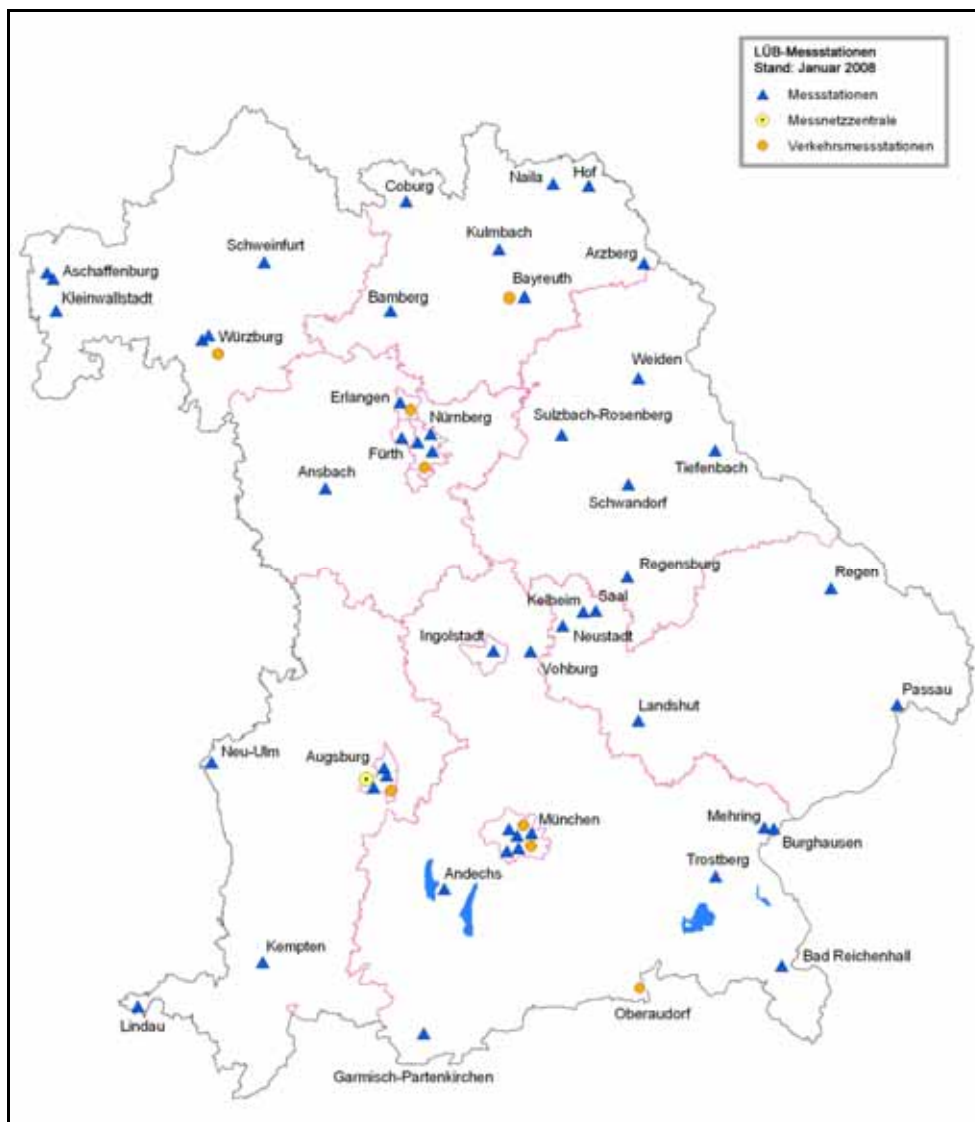 LÜB-Messstationen
Stand: Januar 2008
Messstationen
Messnetzzentrale
Verkehrsmessstationen
Naila
Hof
Coburg
Kulmbach
Schweinfurt
Arzberg
Aschaffenburg
Bayreuth
Kleinwallstadt
Bamberg
Würzburg
Weiden
Erlangen
Nürnberg
Sulzbach-Rosenberg
Fürth
Tiefenbach
Ansbach
Schwandorf
Regensburg
Regen
Kelheim
Saal
Neustadt
Ingolstadt
Vohburg
Passau
Landshut
Neu-Ulm
Augsburg
München
Mehring
Burghausen
Trostberg
Andechs
Kempten
Bad Reichenhall
Oberaudorf
Lindau
Garmisch-Partenkirchen